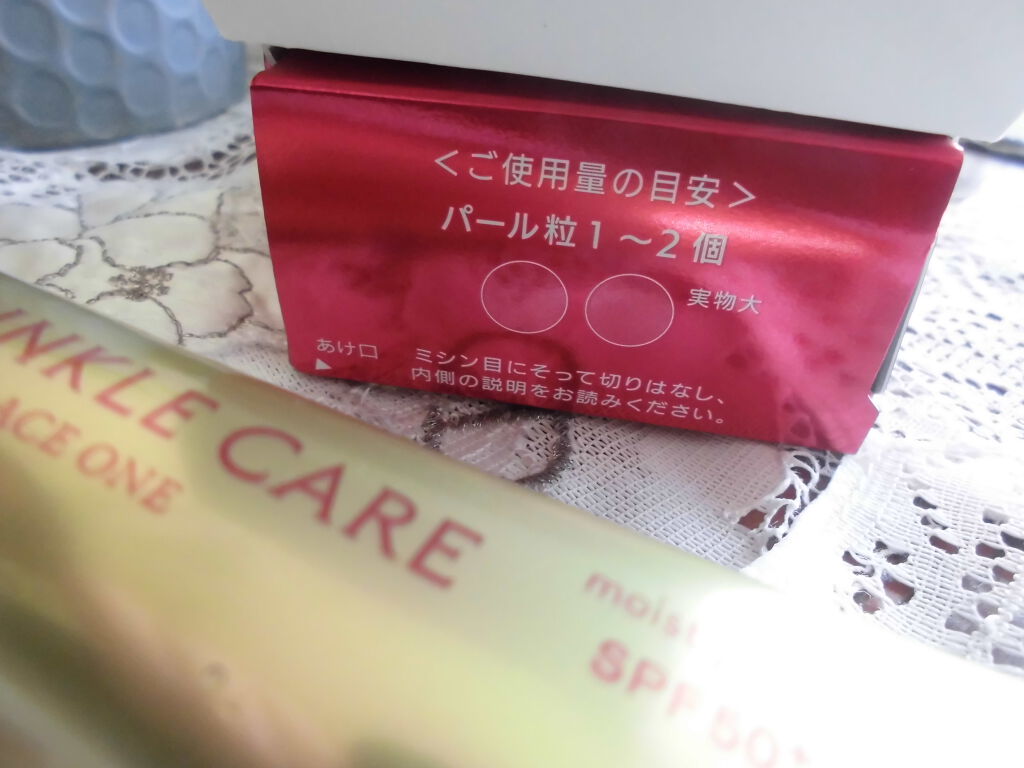 <ご使用量の目安>
パール粒1〜2個
実物大
あけ口
ミシン目にそって切りはなし、
内側の説明をお読みください。
NKLE CARE
ACE ONE
moist
SPF 50+